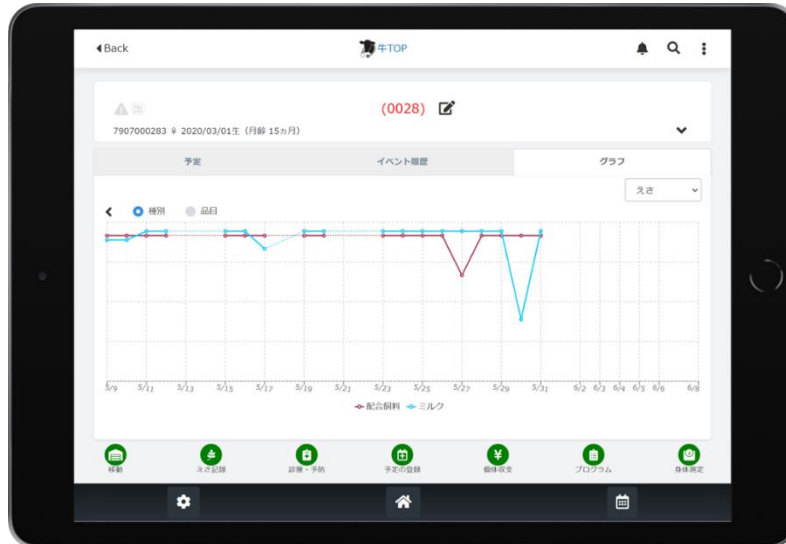 Back
牛TOP
(0028)
7907000283 ♀ 2020/03/01生 (月齢 15ヵ月)
予定
イベント履歴
グラフ
えさ
種別
品目
5/9 5/11 5/13 5/15 5/17 5/19 5/21 5/23 5/25 5/27 5/29 5/31 6/2 6/3 6/4 6/5 6/6 6/8
配合飼料 ミルク
移動
えさ記録
診療・予防
予定の登録
個体収支
プログラム
身体測定